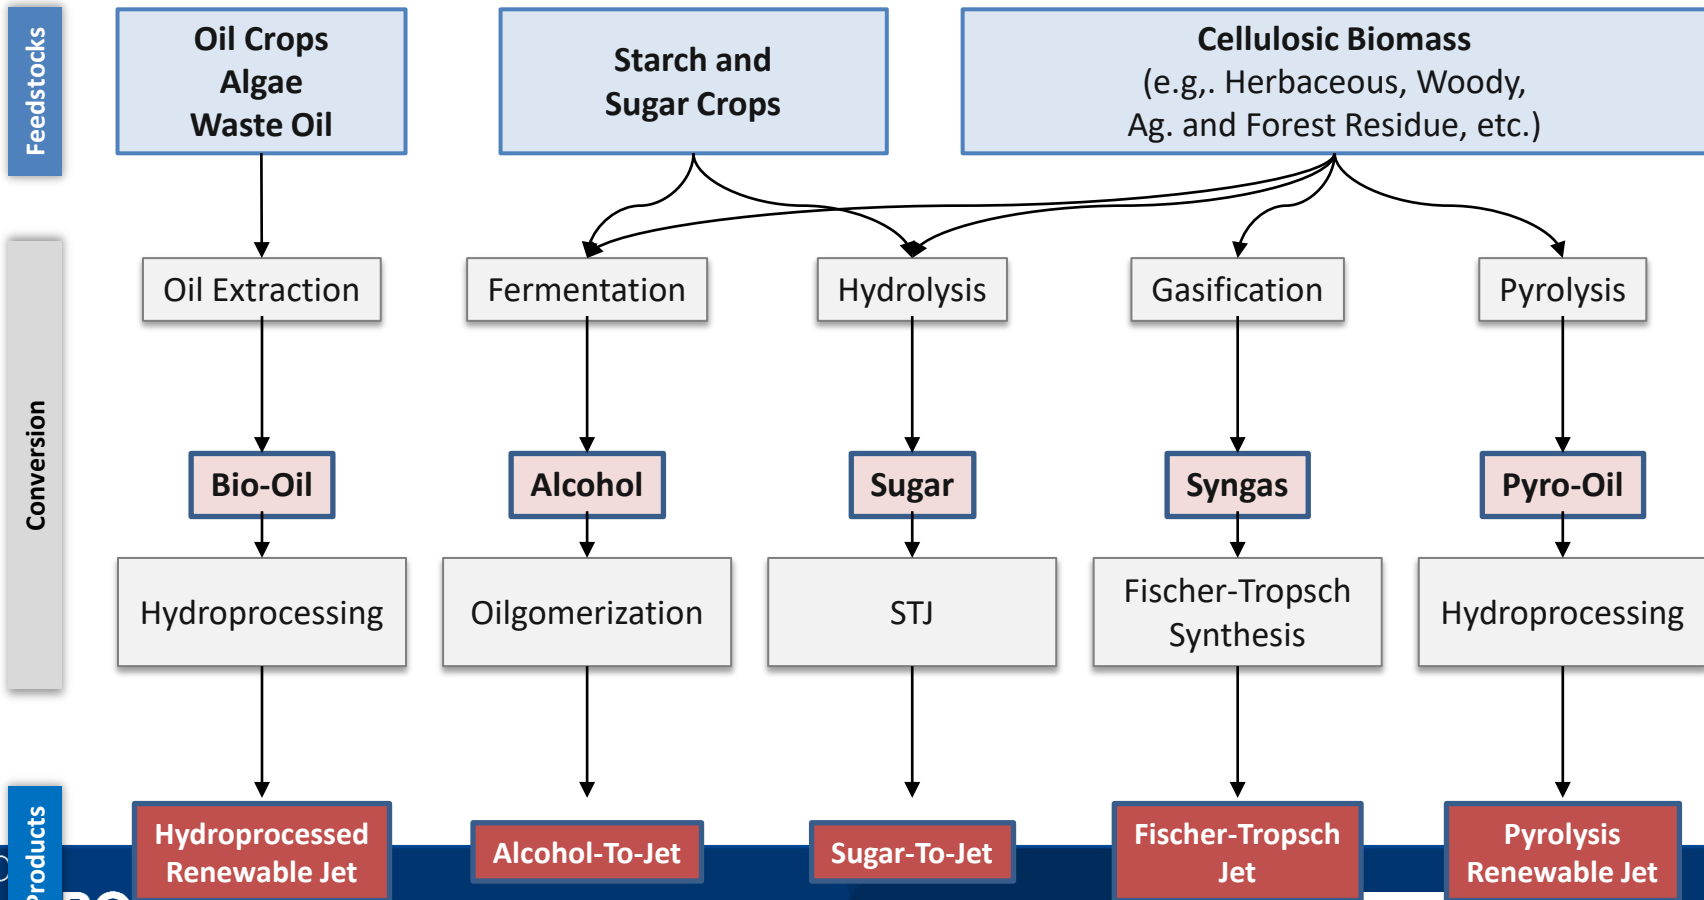 Feedstocks
Oil Crops
Algae
Waste Oil
Starch and
Sugar Crops
Cellulosic Biomass
(e.g,. Herbaceous, Woody,
Ag. and Forest Residue, etc.)
Conversion
Oil Extraction
Fermentation
Hydrolysis
Gasification
Pyrolysis
Bio-Oil
Alcohol
Sugar
Syngas
Pyro-Oil
Hydroprocessing
Oilgomerization
STJ
Fischer-Tropsch
Synthesis
Hydroprocessing
Products
Hydroprocessed
Renewable Jet
Alcohol-To-Jet
Sugar-To-Jet
Fischer-Tropsch
Jet
Pyrolysis
Renewable Jet